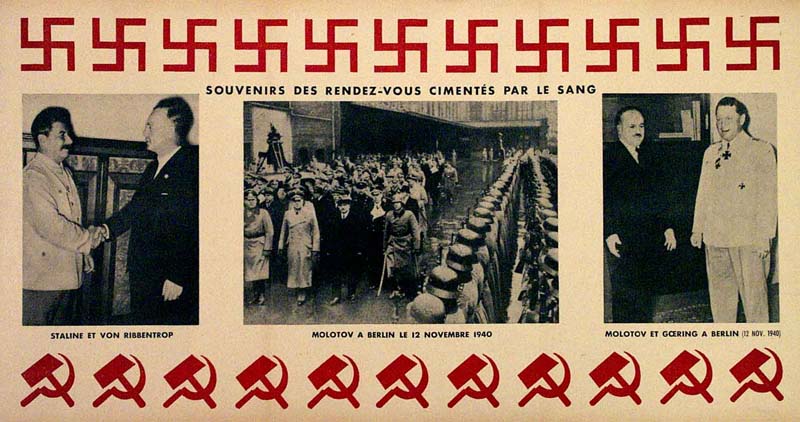 SOUVENIRS DES RENDEZ-VOUS CIMENTÉS PAR LE SANG
STALINE ET VON RIBBENTROP
MOLOTOV A BERLIN LE 12 NOVEMBRE 1940
MOLOTOV ET GŒRING A BERLIN (12 NOV. 1940)